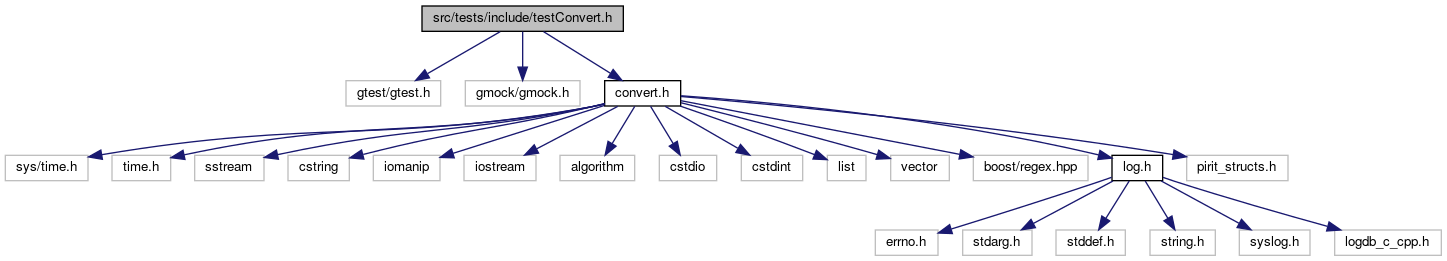 src/tests/include/testConvert.h
gtest/gtest.h
gmock/gmock.h
convert.h
sys/time.h
time.h
sstream
cstring
iomanip
iostream
algorithm
cstdio
cstdint
list
vector
boost/regex.hpp
log.h
pirit_structs.h
errno.h
stdarg.h
stddef.h
string.h
syslog.h
logdb_c_cpp.h